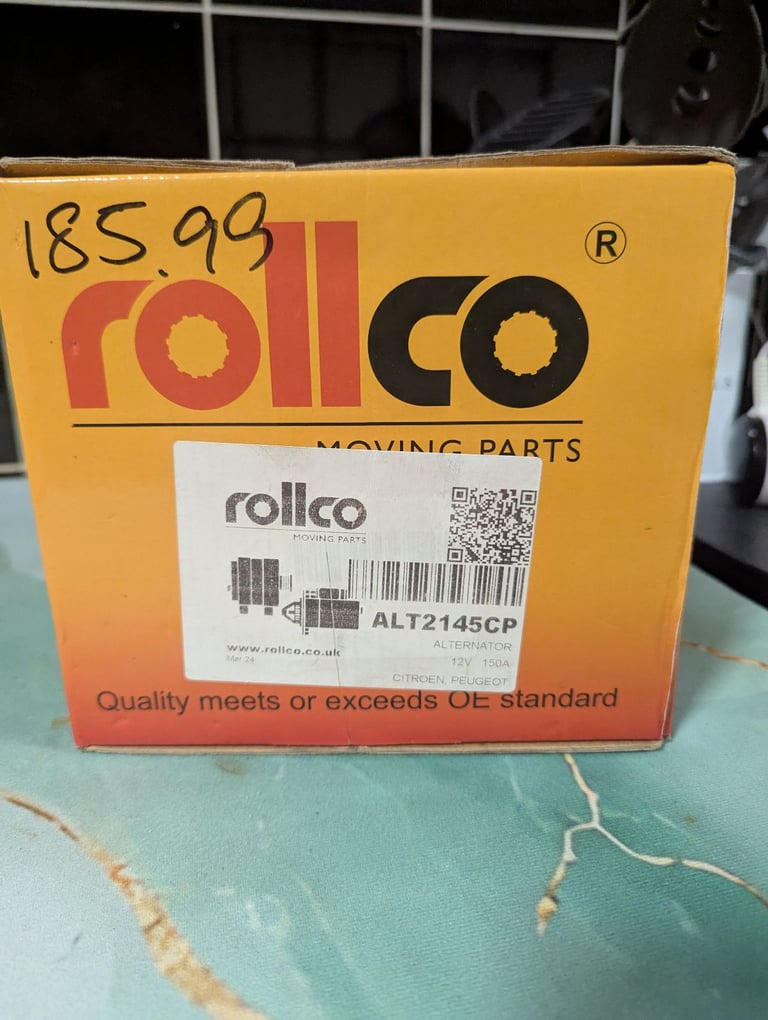 185.99
rollco
®
MOVING PARTS
rollco
MOVING PARTS
ALT2145CP
ALTERNATOR
www.rollco.co.uk
12V 150A
Mar 24
CITROEN, PEUGEOT
Quality meets or exceeds OE standard